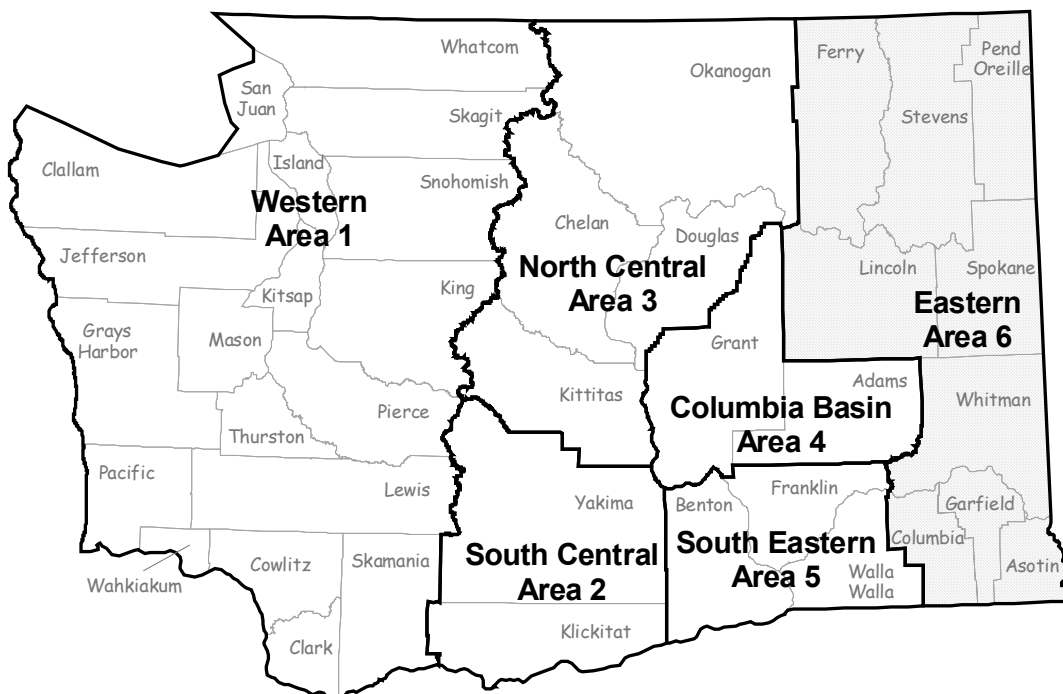 Whatcom
Ferry
Pend
Oreille
Okanogan
San
Juan
Skagit
Stevens
Clallam
Island
Snohomish
Western
Area 1
Chelan
Douglas
Jefferson
North Central
Area 3
Lincoln
Spokane
Kitsap
King
Eastern
Area 6
Grays
Harbor
Mason
Grant
Kittitas
Adams
Whitman
Pierce
Columbia Basin
Area 4
Thurston
Pacific
Lewis
Yakima
Benton
Franklin
Garfield
Columbia
South Central
Area 2
South Eastern
Area 5
Walla
Walla
Asotin
Wahkiakum
Cowlitz
Skamania
Klickitat
Clark